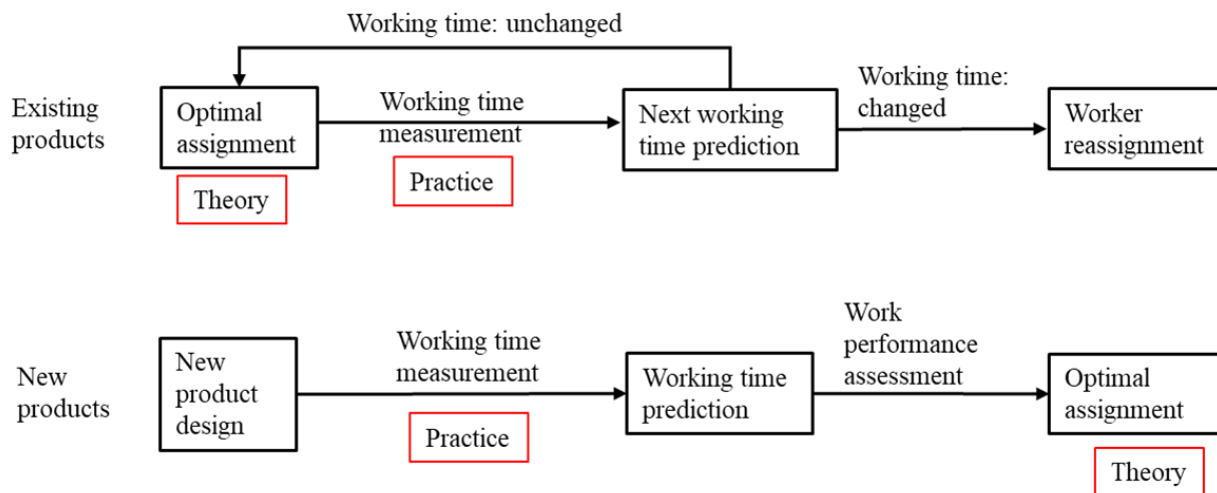 Working time: unchanged
Existing
products
Optimal
assignment
Theory
Working time
measurement
Practice
Next working
time prediction
Working time:
changed
Worker
reassignment
New
products
New
product
design
Working time
measurement
Practice
Working time
prediction
Work
performance
assessment
Optimal
assignment
Theory